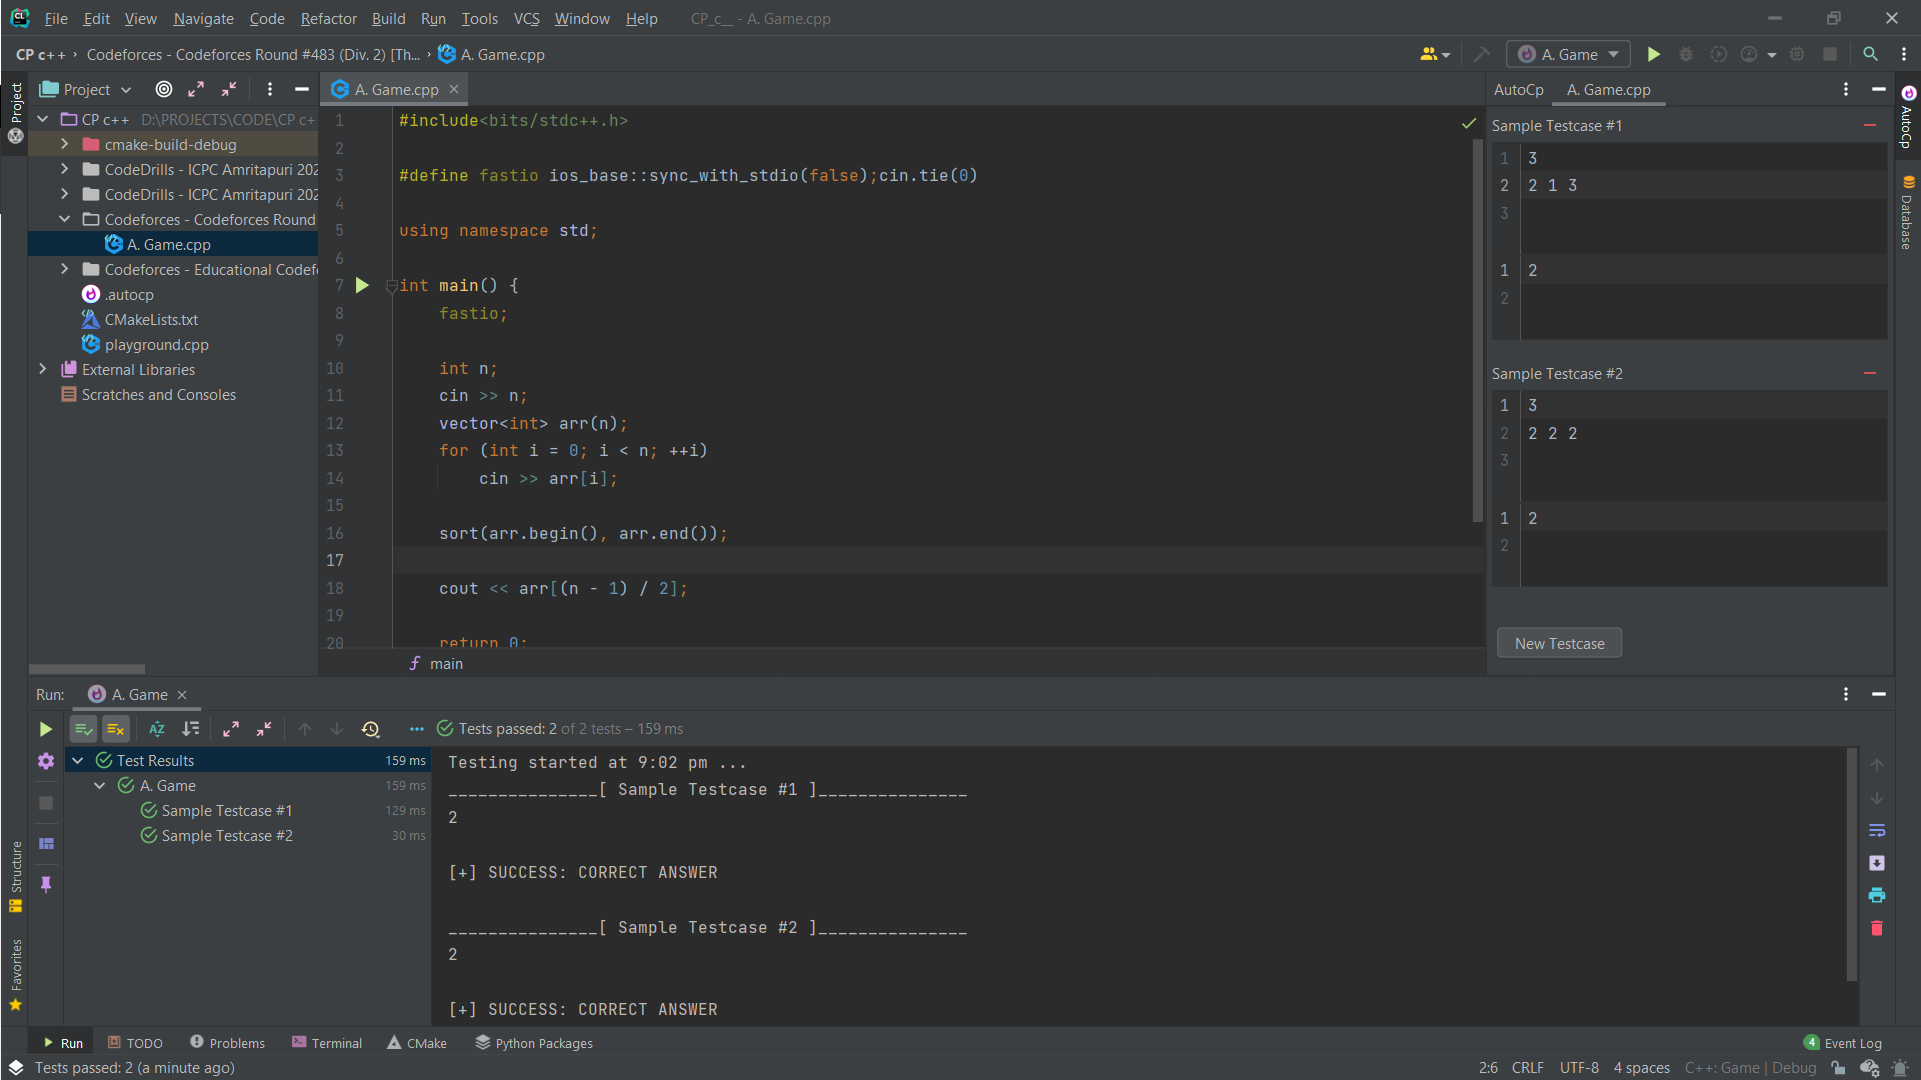 CL File Edit View Navigate Code Refactor Build Run Tools VCS Window Help CP_c__ - A. Game.cpp
CP c++ › Codeforces - Codeforces Round #483 (Div. 2) [Th... › A. Game.cpp
A. Game
Project
Project
CP c++ D:\PROJECTS\CODE\CP c+
cmake-build-debug
CodeDrills - ICPC Amritapuri 202
CodeDrills - ICPC Amritapuri 202
Codeforces - Codeforces Round
A. Game.cpp
Codeforces - Educational Codef
.autocp
CMakeLists.txt
playground.cpp
External Libraries
Scratches and Consoles
A. Game.cpp
1 #include<bits/stdc++.h>
2
3 #define fastio ios_base::sync_with_stdio(false);cin.tie(0)
4
5 using namespace std;
6
7 int main() {
8 fastio;
9
10 int n;
11 cin >> n;
12 vector<int> arr(n);
13 for (int i = 0; i < n; ++i)
14 cin >> arr[i];
15
16 sort(arr.begin(), arr.end());
17
18 cout << arr[(n - 1) / 2];
19
20 return 0;
f main
AutoCp A. Game.cpp
Sample Testcase #1
1 3
2 2 1 3
3
1 2
2
Sample Testcase #2
1 3
2 2 2 2
3
1 2
2
New Testcase
AutoCp
Database
Run: A. Game
Tests passed: 2 of 2 tests – 159 ms
Test Results 159 ms
A. Game 159 ms
Sample Testcase #1 129 ms
Sample Testcase #2 30 ms
Testing started at 9:02 pm ...
_______________[ Sample Testcase #1 ]_______________
2
[+] SUCCESS: CORRECT ANSWER
_______________[ Sample Testcase #2 ]_______________
2
[+] SUCCESS: CORRECT ANSWER
Structure
Favorites
Run TODO Problems Terminal CMake Python Packages 4 Event Log
Tests passed: 2 (a minute ago) 2:6 CRLF UTF-8 4 spaces C++: Game | Debug